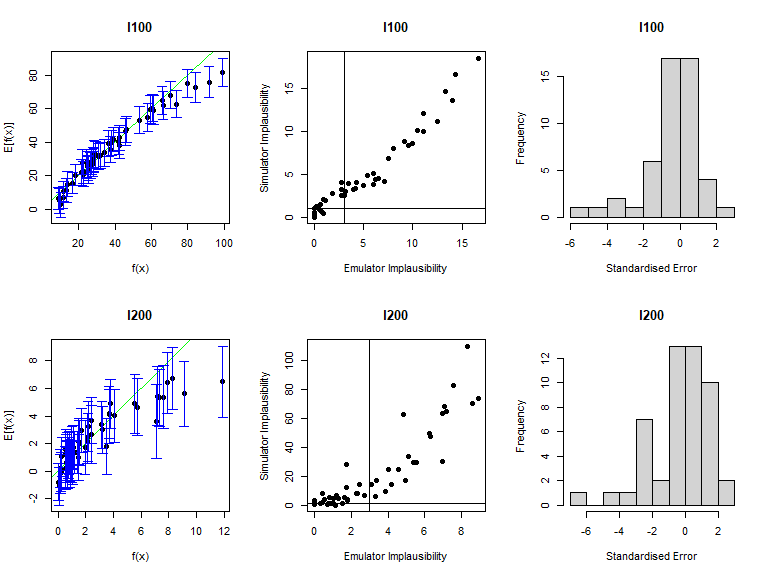 I100
E[f(x)]
0 20 40 60 80
20 40 60 80 100
f(x)
I100
Simulator Implausibility
0 5 10 15
0 5 10 15
Emulator Implausibility
I100
Frequency
0 5 10 15
-6 -4 -2 0 2
Standardised Error
I200
E[f(x)]
-2 0 2 4 6 8
0 2 4 6 8 10 12
f(x)
I200
Simulator Implausibility
0 20 40 60 80 100
0 2 4 6 8
Emulator Implausibility
I200
Frequency
0 2 4 6 8 12
-6 -4 -2 0 2
Standardised Error